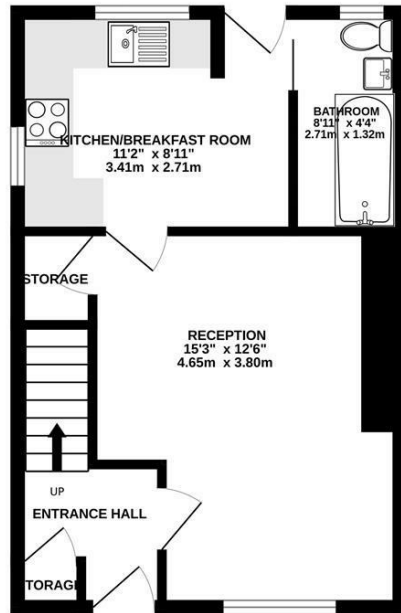 BATHROOM
8'11" x 4'4"
2.71m x 1.32m
KITCHEN/BREAKFAST ROOM
11'2" x 8'11"
3.41m x 2.71m
STORAGE
RECEPTION
15'3" x 12'6"
4.65m x 3.80m
UP
ENTRANCE HALL
TORAGE